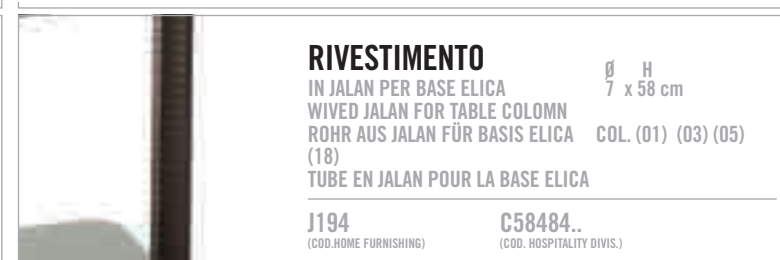 RIVESTIMENTO
Ø H
IN JALAN PER BASE ELICA 7 x 58 cm
WIVED JALAN FOR TABLE COLOMN
ROHR AUS JALAN FÜR BASIS ELICA COL. (01) (03) (05)
(18)
TUBE EN JALAN POUR LA BASE ELICA
J194 C58484..
(COD.HOME FURNISHING) (COD. HOSPITALITY DIVIS.)